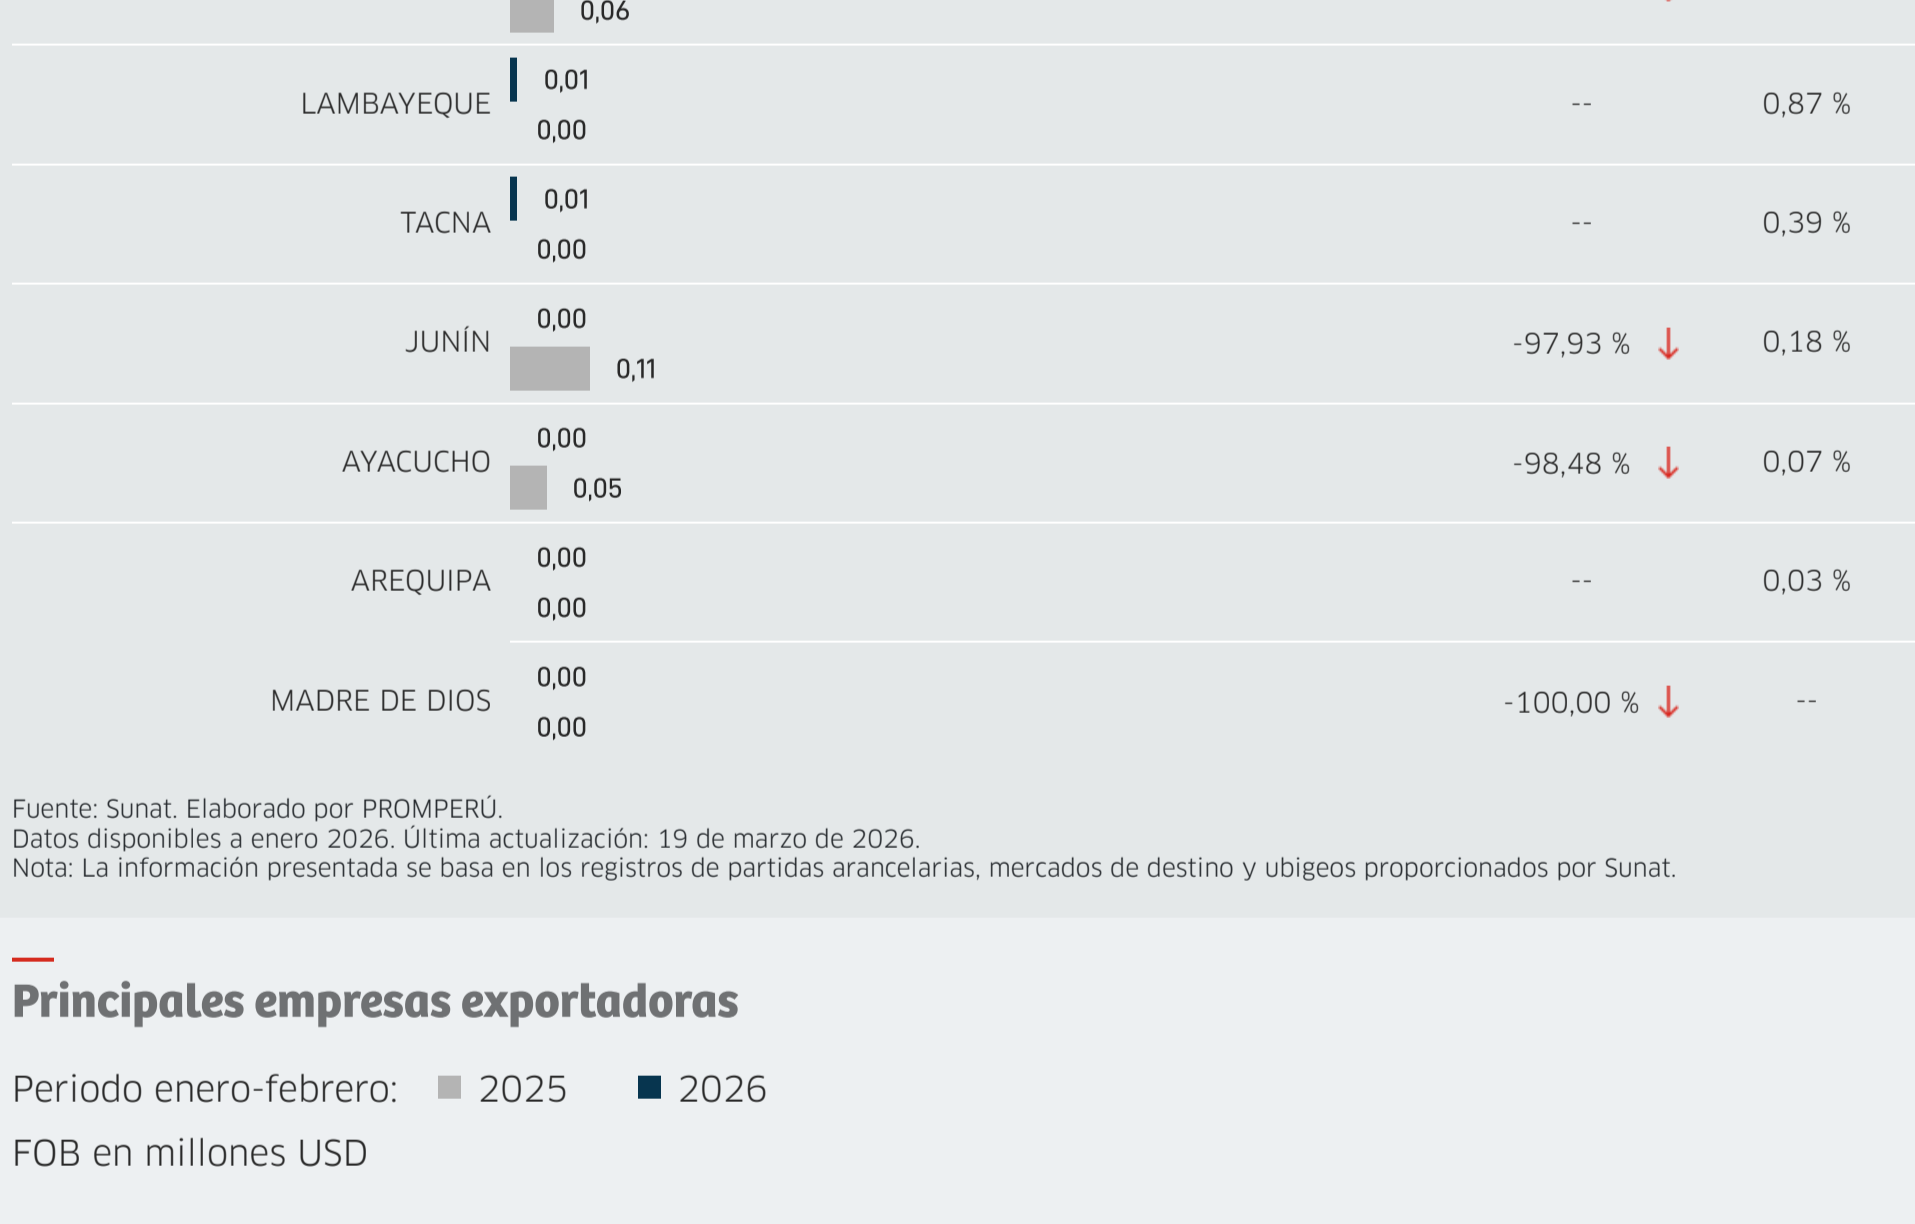 0,06
LAMBAYEQUE 0,01 0,00 -- 0,87 %
TACNA 0,01 0,00 -- 0,39 %
JUNÍN 0,00 0,11 -97,93 % ↓ 0,18 %
AYACUCHO 0,00 0,05 -98,48 % ↓ 0,07 %
AREQUIPA 0,00 0,00 -- 0,03 %
MADRE DE DIOS 0,00 0,00 -100,00 % ↓ --
Fuente: Sunat. Elaborado por PROMPERÚ.
Datos disponibles a enero 2026. Última actualización: 19 de marzo de 2026.
Nota: La información presentada se basa en los registros de partidas arancelarias, mercados de destino y ubigeos proporcionados por Sunat.
Principales empresas exportadoras
Periodo enero-febrero: 2025 2026
FOB en millones USD